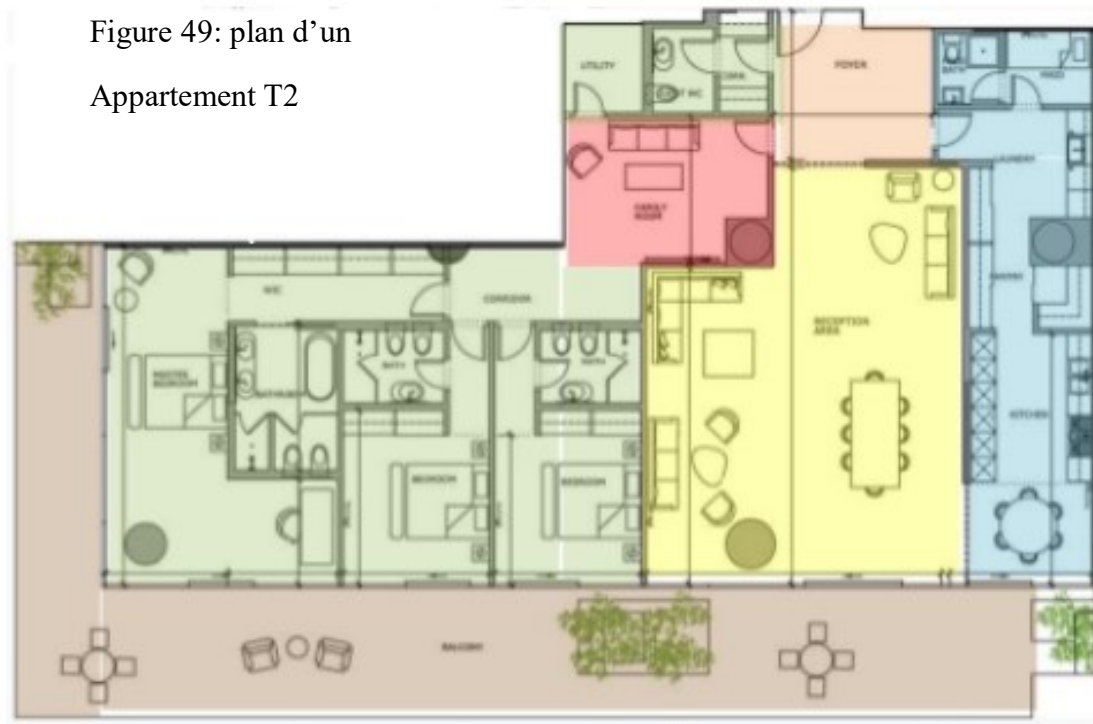 Figure 49: plan d’un
Appartement T2
UTILITY
FOYER
BATH
LAUNDRY
FAMILY
ROOM
WIC
CORRIDOR
PANTRY
RECEPTION
AREA
MASTER
BEDROOM
BATH
BATH
KITCHEN
BEDROOM
BEDROOM
BALCONY